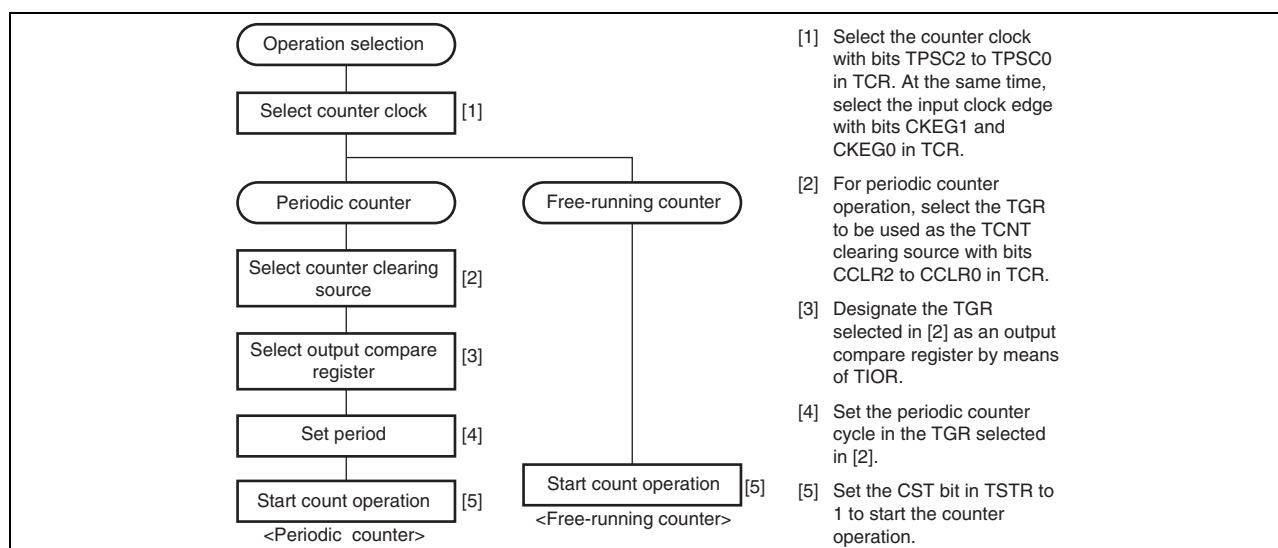 Operation selection
Select counter clock
[1]
Periodic counter
Free-running counter
Select counter clearing
source
[2]
Select output compare
register
[3]
Set period
[4]
Start count operation
[5]
<Periodic counter>
Start count operation
[5]
<Free-running counter>
[1] Select the counter clock
with bits TPSC2 to TPSC0
in TCR. At the same time,
select the input clock edge
with bits CKEG1 and
CKEG0 in TCR.
[2] For periodic counter
operation, select the TGR
to be used as the TCNT
clearing source with bits
CCLR2 to CCLR0 in TCR.
[3] Designate the TGR
selected in [2] as an output
compare register by means
of TIOR.
[4] Set the periodic counter
cycle in the TGR selected
in [2].
[5] Set the CST bit in TSTR to
1 to start the counter
operation.